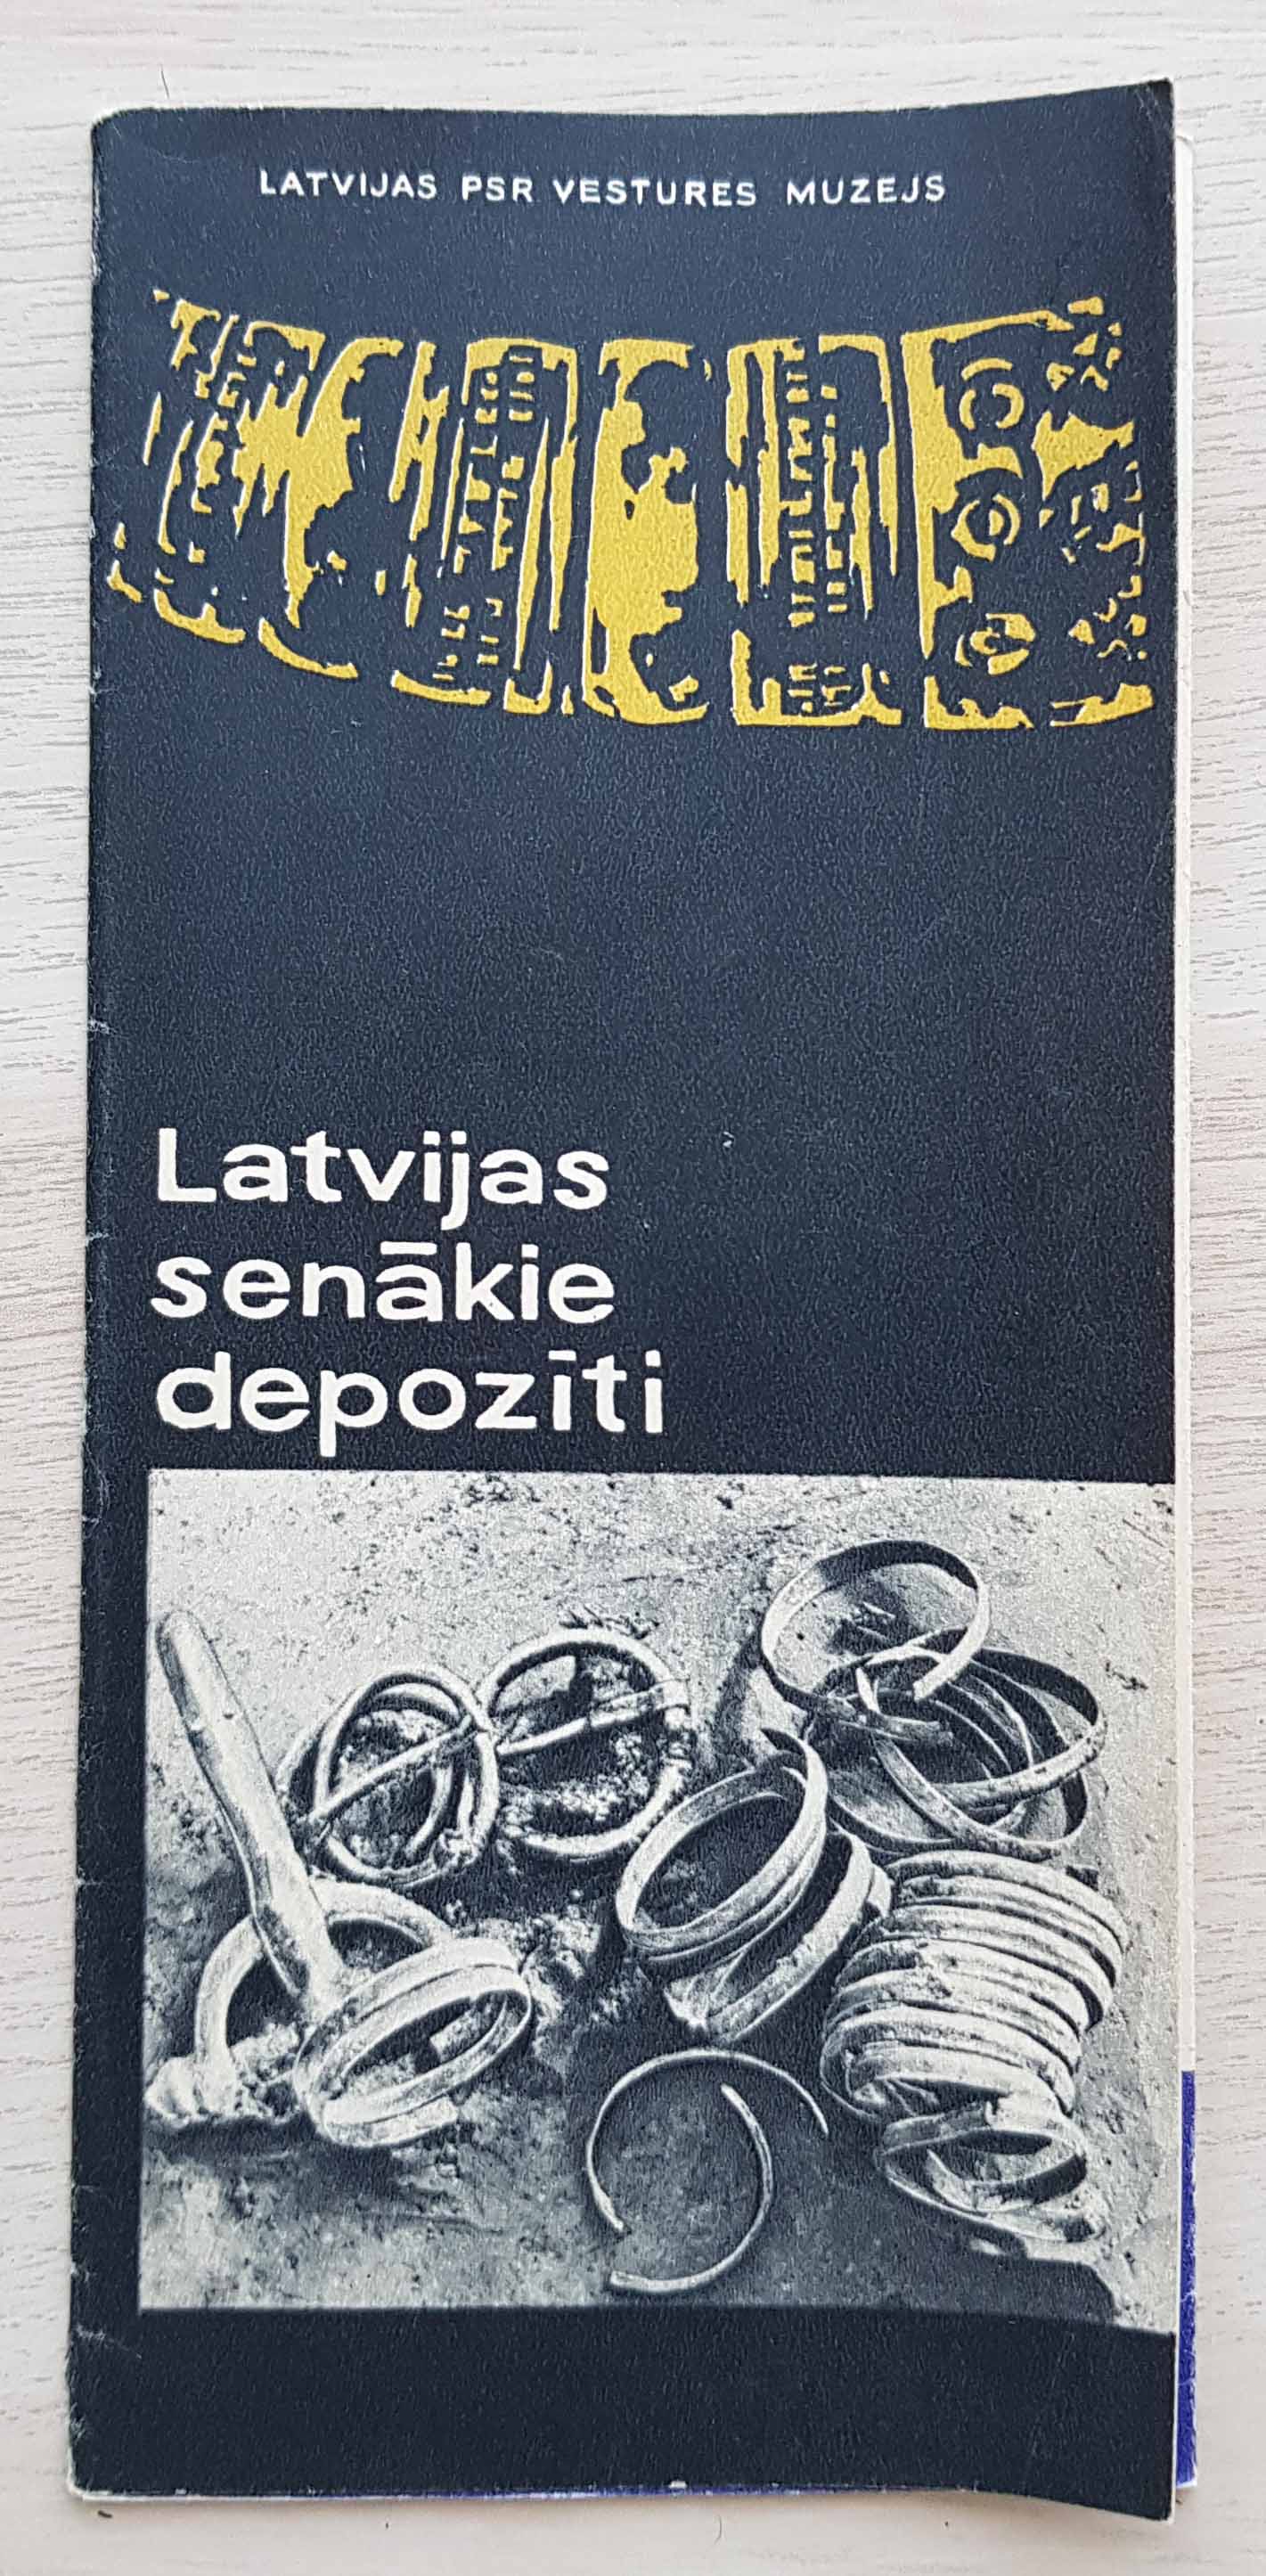 LATVIJAS PSR VESTURES MUZEJS
Latvijas
senākie
depozīti